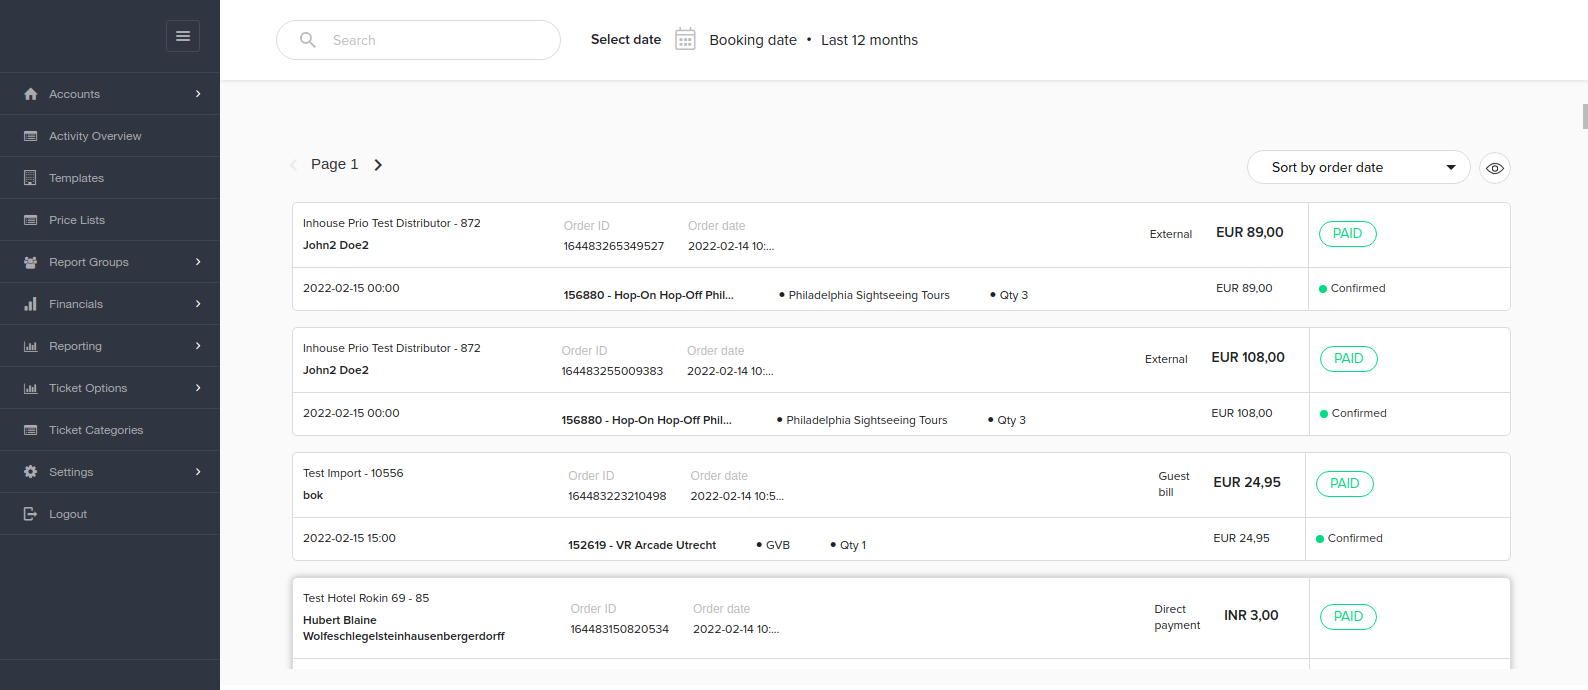 Search
Select date
Booking date • Last 12 months
Accounts
Activity Overview
Templates
Price Lists
Report Groups
Financials
Reporting
Ticket Options
Ticket Categories
Settings
Logout
Page 1
Sort by order date
Inhouse Prio Test Distributor - 872
John2 Doe2
Order ID
164483265349527
Order date
2022-02-14 10:...
External
EUR 89,00
PAID
2022-02-15 00:00
156880 - Hop-On Hop-Off Phil...
• Philadelphia Sightseeing Tours
• Qty 3
EUR 89,00
Confirmed
Inhouse Prio Test Distributor - 872
John2 Doe2
Order ID
164483255009383
Order date
2022-02-14 10:...
External
EUR 108,00
PAID
2022-02-15 00:00
156880 - Hop-On Hop-Off Phil...
• Philadelphia Sightseeing Tours
• Qty 3
EUR 108,00
Confirmed
Test Import - 10556
bok
Order ID
164483223210498
Order date
2022-02-14 10:5...
Guest
bill
EUR 24,95
PAID
2022-02-15 15:00
152619 - VR Arcade Utrecht
• GVB
• Qty 1
EUR 24,95
Confirmed
Test Hotel Rokin 69 - 85
Hubert Blaine
Wolfeschlegelsteinhausenbergerdorff
Order ID
164483150820534
Order date
2022-02-14 10:...
Direct
payment
INR 3,00
PAID